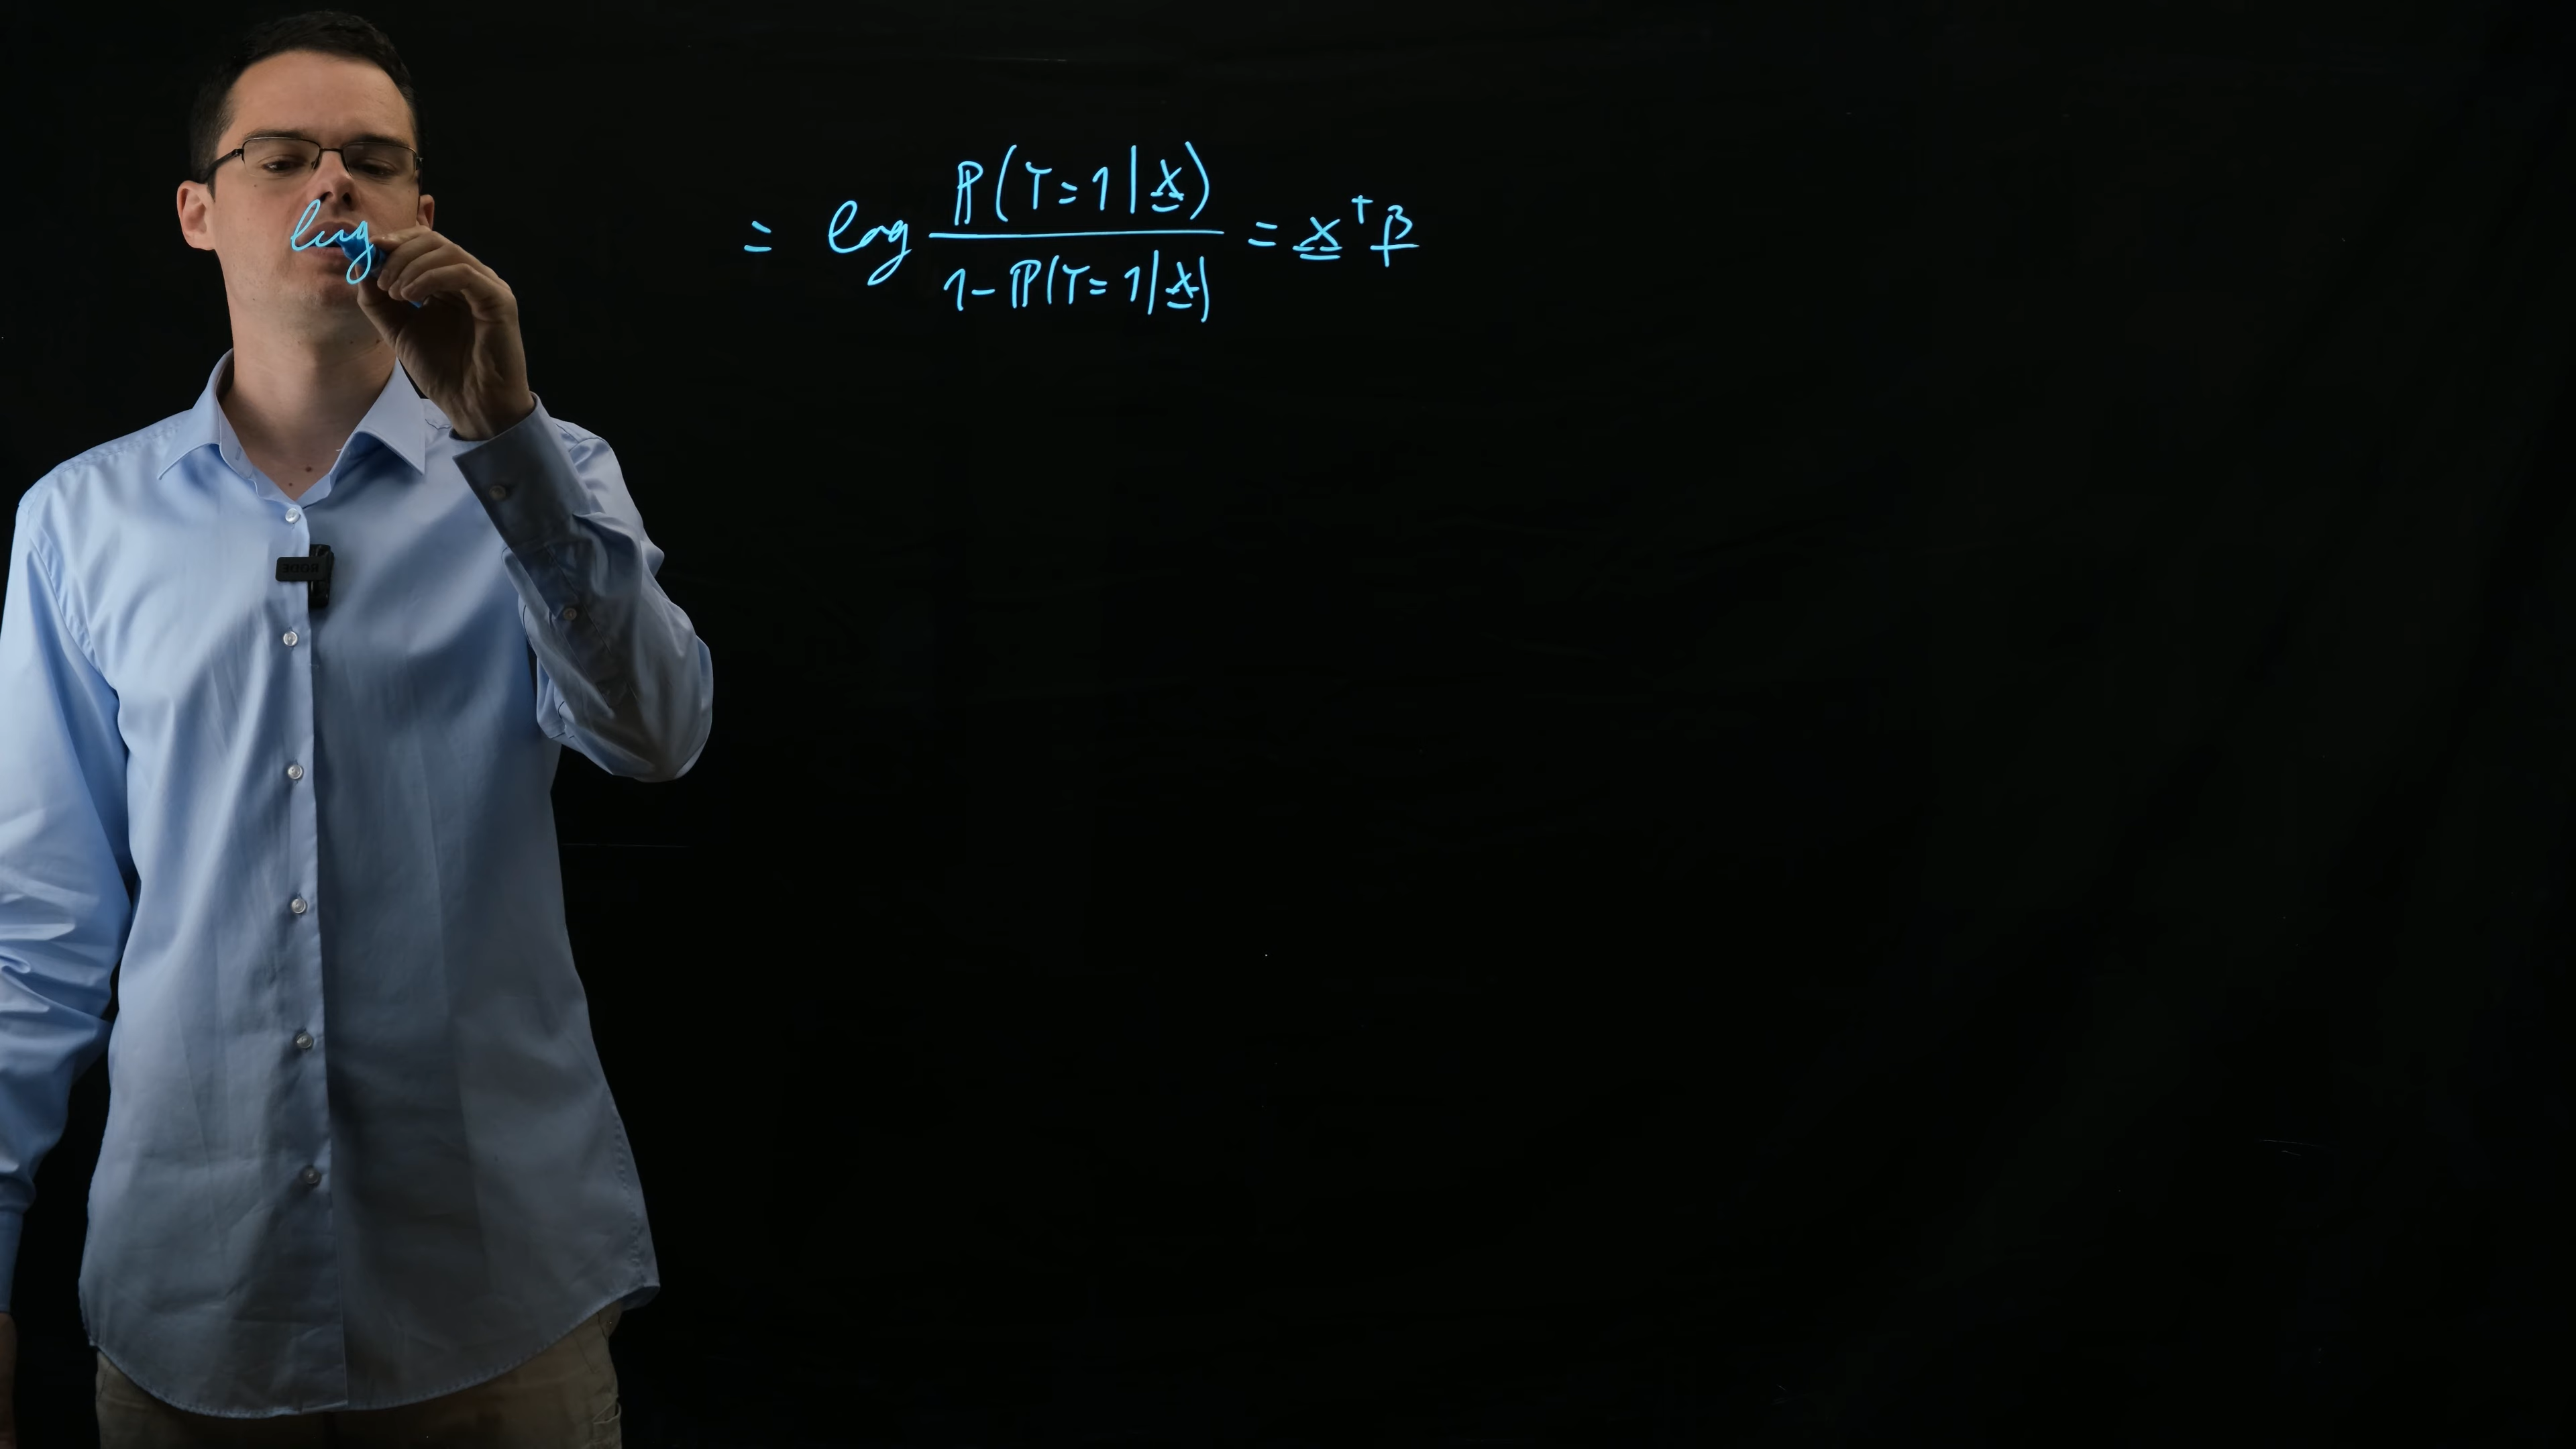 log = log P(T=1|X) / 1-P(T=1|X) = X^T β